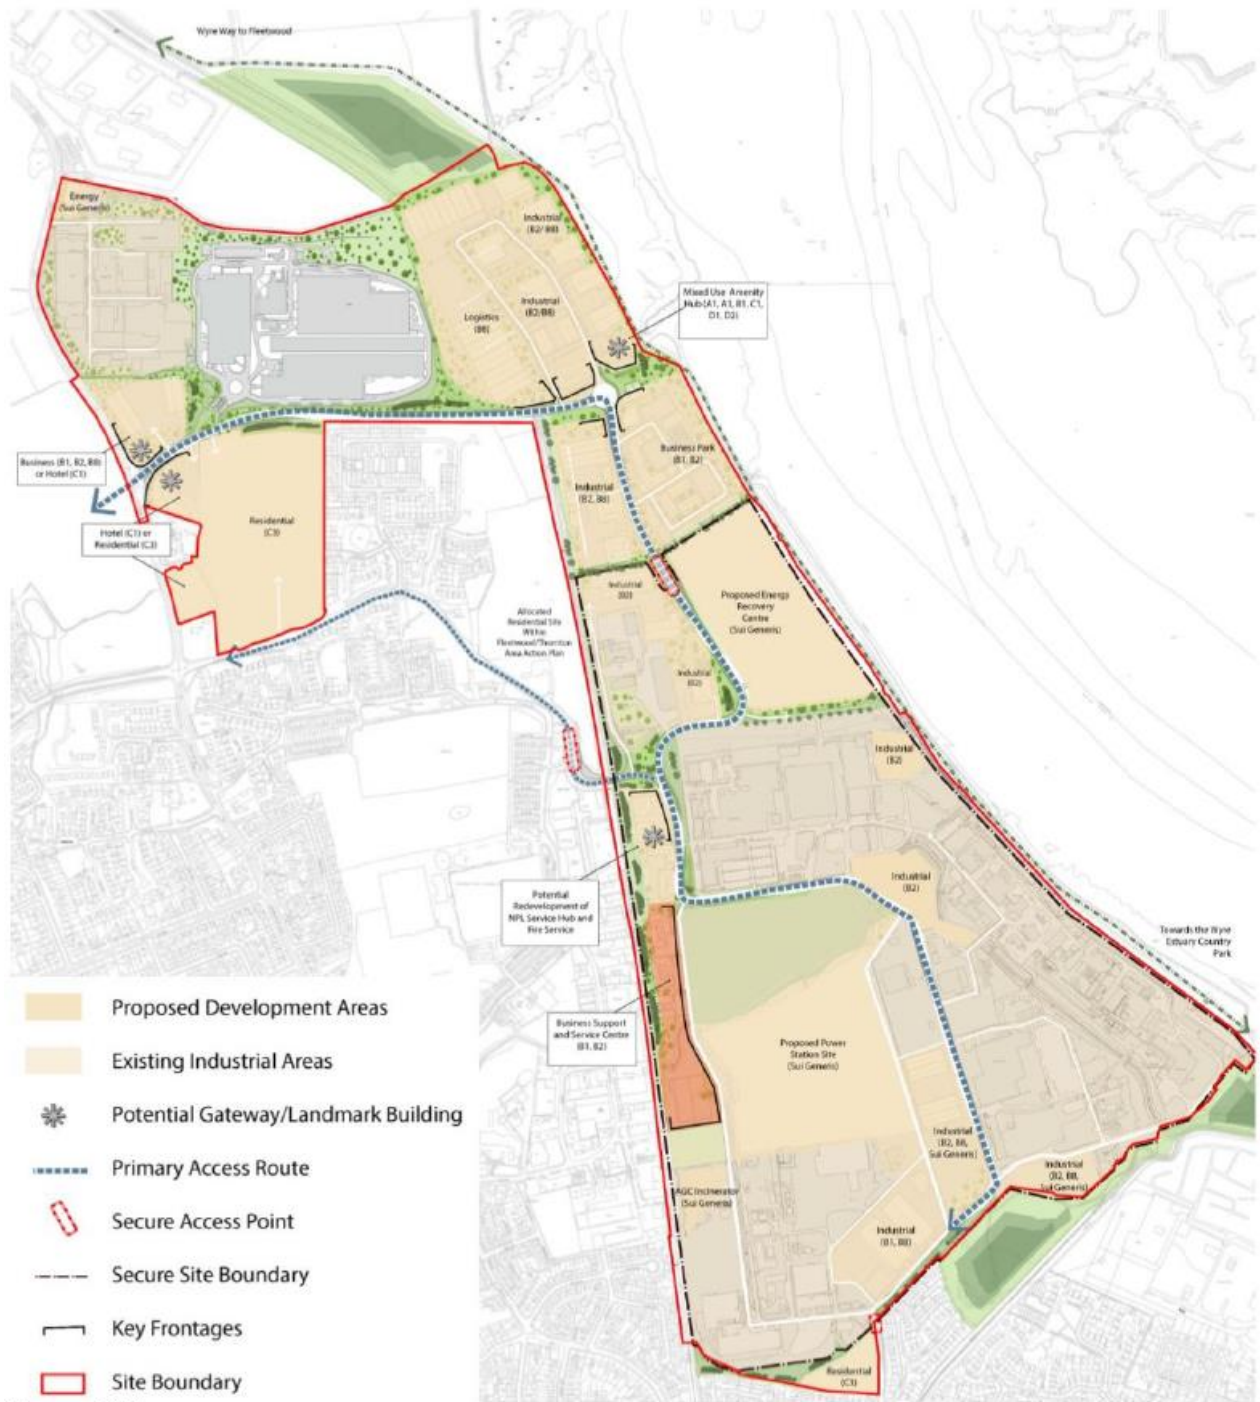 Wyre Way to Fleetwood
Energy
(Sui Generis)
Industrial
(B2/ B8)
Industrial
(B2/B8)
Logistics
(B8)
Mixed Use Amenity
Hub (A1, A3, B1, C1,
D1, D2)
Business (B1, B2, B8)
or Hotel (C1)
Hotel (C1) or
Residential (C3)
Residential
(C3)
Business Park
(B1, B2)
Industrial
(B2, B8)
Industrial
Proposed Energy
Recovery
Centre
(Sui Generis)
Allocated
Residential Site
Within
Fleetwood/Thornton
Area Action Plan
Industrial
(B2)
Industrial
(B2)
Industrial
(B2)
Potential
Redevelopment of
NPL Service Hub and
Fire Service
Towards the Wyre
Estuary Country
Park
Business Support
and Service Centre
(B1, B2)
Proposed Power
Station Site
(Sui Generis)
Industrial
(B2, B8,
Sui Generis)
Industrial
(B2, B8,
Sui Generis)
AGC Incinerator
(Sui Generis)
Industrial
(B1, B8)
Residential
(C3)
Proposed Development Areas
Existing Industrial Areas
Potential Gateway/Landmark Building
Primary Access Route
Secure Access Point
Secure Site Boundary
Key Frontages
Site Boundary